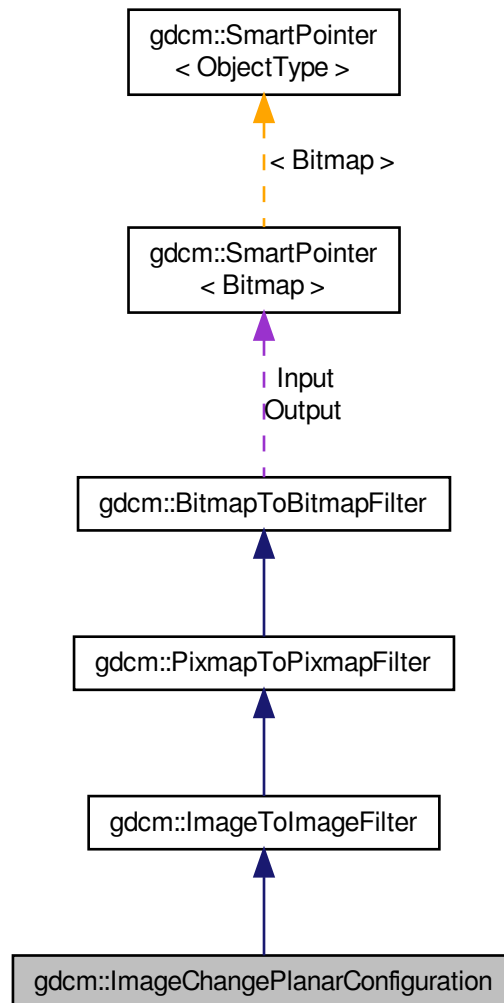 gdcm::SmartPointer
< ObjectType >
< Bitmap >
gdcm::SmartPointer
< Bitmap >
Input
Output
gdcm::BitmapToBitmapFilter
gdcm::PixmapToPixmapFilter
gdcm::ImageToImageFilter
gdcm::ImageChangePlanarConfiguration